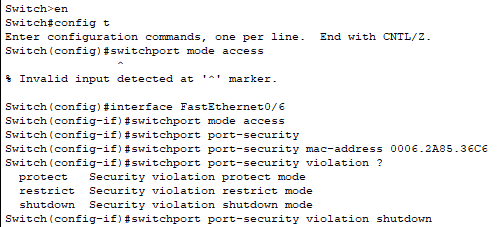 Switch>en
Switch#config t
Enter configuration commands, one per line.  End with CNTL/Z.
Switch(config)#switchport mode access
                ^
% Invalid input detected at '^' marker.

Switch(config)#interface FastEthernet0/6
Switch(config-if)#switchport mode access
Switch(config-if)#switchport port-security
Switch(config-if)#switchport port-security mac-address 0006.2A85.36C6
Switch(config-if)#switchport port-security violation ?
  protect   Security violation protect mode
  restrict  Security violation restrict mode
  shutdown  Security violation shutdown mode
Switch(config-if)#switchport port-security violation shutdown